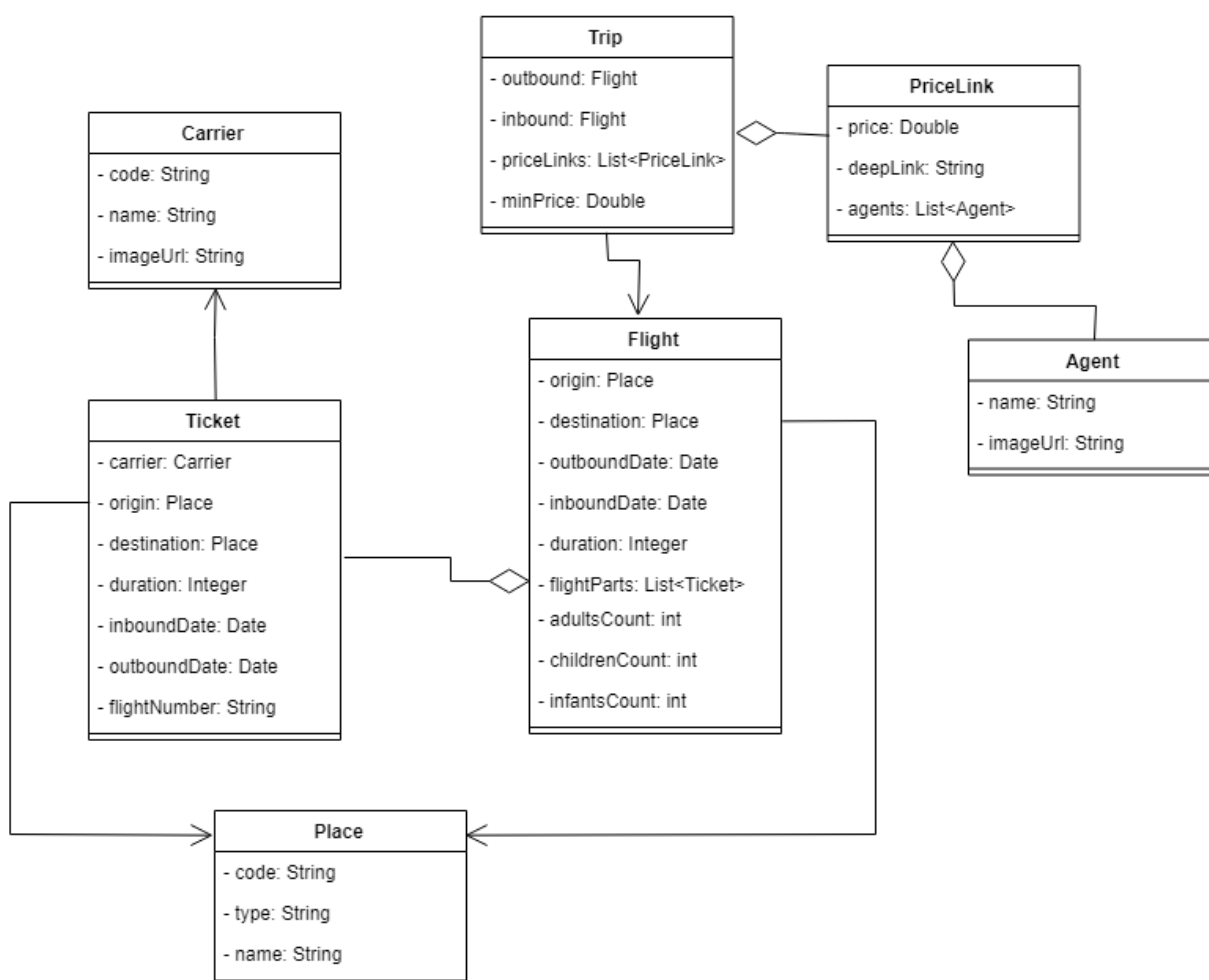 Trip
- outbound: Flight
- inbound: Flight
- priceLinks: List<PriceLink>
- minPrice: Double
PriceLink
- price: Double
- deepLink: String
- agents: List<Agent>
Carrier
- code: String
- name: String
- imageUrl: String
Flight
- origin: Place
- destination: Place
- outboundDate: Date
- inboundDate: Date
- duration: Integer
- flightParts: List<Ticket>
- adultsCount: int
- childrenCount: int
- infantsCount: int
Agent
- name: String
- imageUrl: String
Ticket
- carrier: Carrier
- origin: Place
- destination: Place
- duration: Integer
- inboundDate: Date
- outboundDate: Date
- flightNumber: String
Place
- code: String
- type: String
- name: String